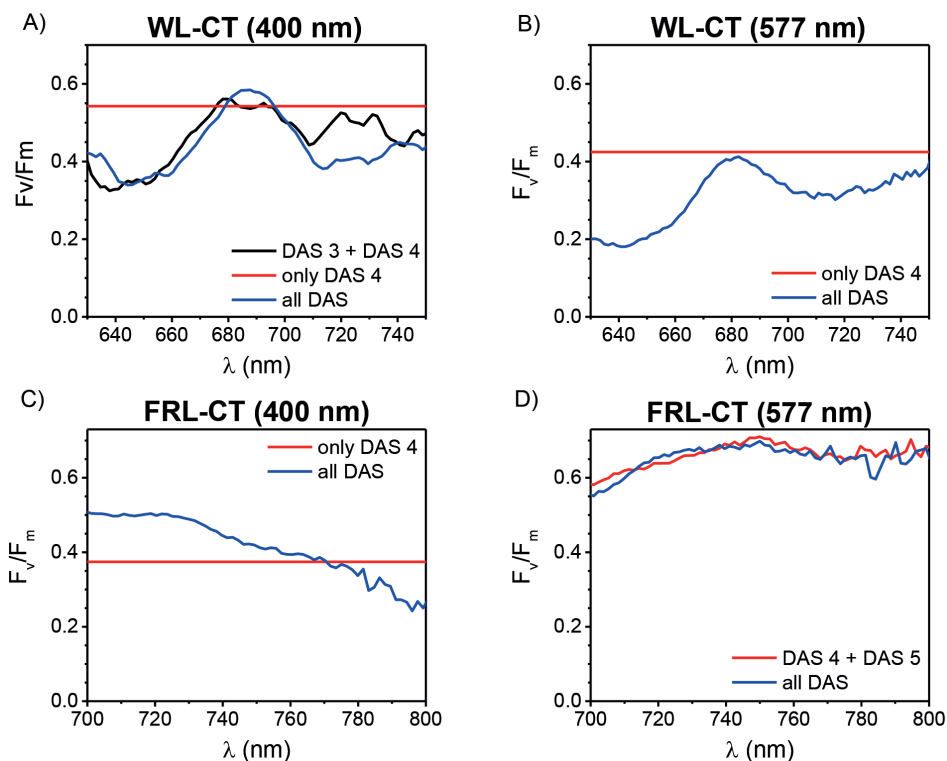 A)
WL-CT (400 nm)
Fv/Fm
0.6
0.4
0.2
0.0
DAS 3 + DAS 4
only DAS 4
all DAS
640 660 680 700 720 740
λ (nm)
B)
WL-CT (577 nm)
Fv/Fm
0.6
0.4
0.2
0.0
only DAS 4
all DAS
640 660 680 700 720 740
λ (nm)
C)
FRL-CT (400 nm)
Fv/Fm
0.6
0.4
0.2
0.0
only DAS 4
all DAS
700 720 740 760 780 800
λ (nm)
D)
FRL-CT (577 nm)
Fv/Fm
0.6
0.4
0.2
0.0
DAS 4 + DAS 5
all DAS
700 720 740 760 780 800
λ (nm)